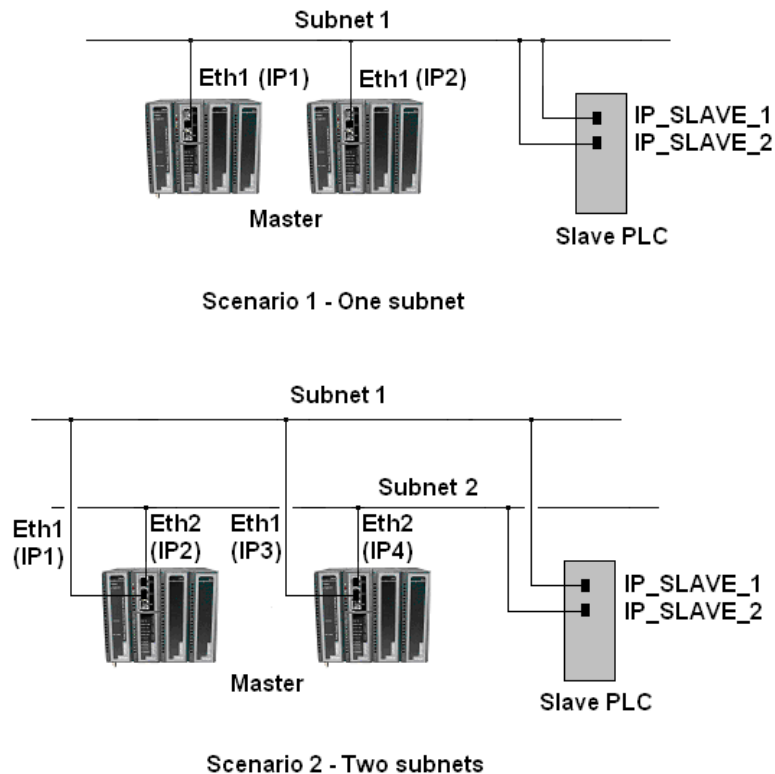 Subnet 1
Eth1 (IP1)
Eth1 (IP2)
IP_SLAVE_1
IP_SLAVE_2
Master
Slave PLC
Scenario 1 - One subnet
Subnet 1
Subnet 2
Eth1
(IP1)
Eth2
(IP2)
Eth1
(IP3)
Eth2
(IP4)
IP_SLAVE_1
IP_SLAVE_2
Master
Slave PLC
Scenario 2 - Two subnets